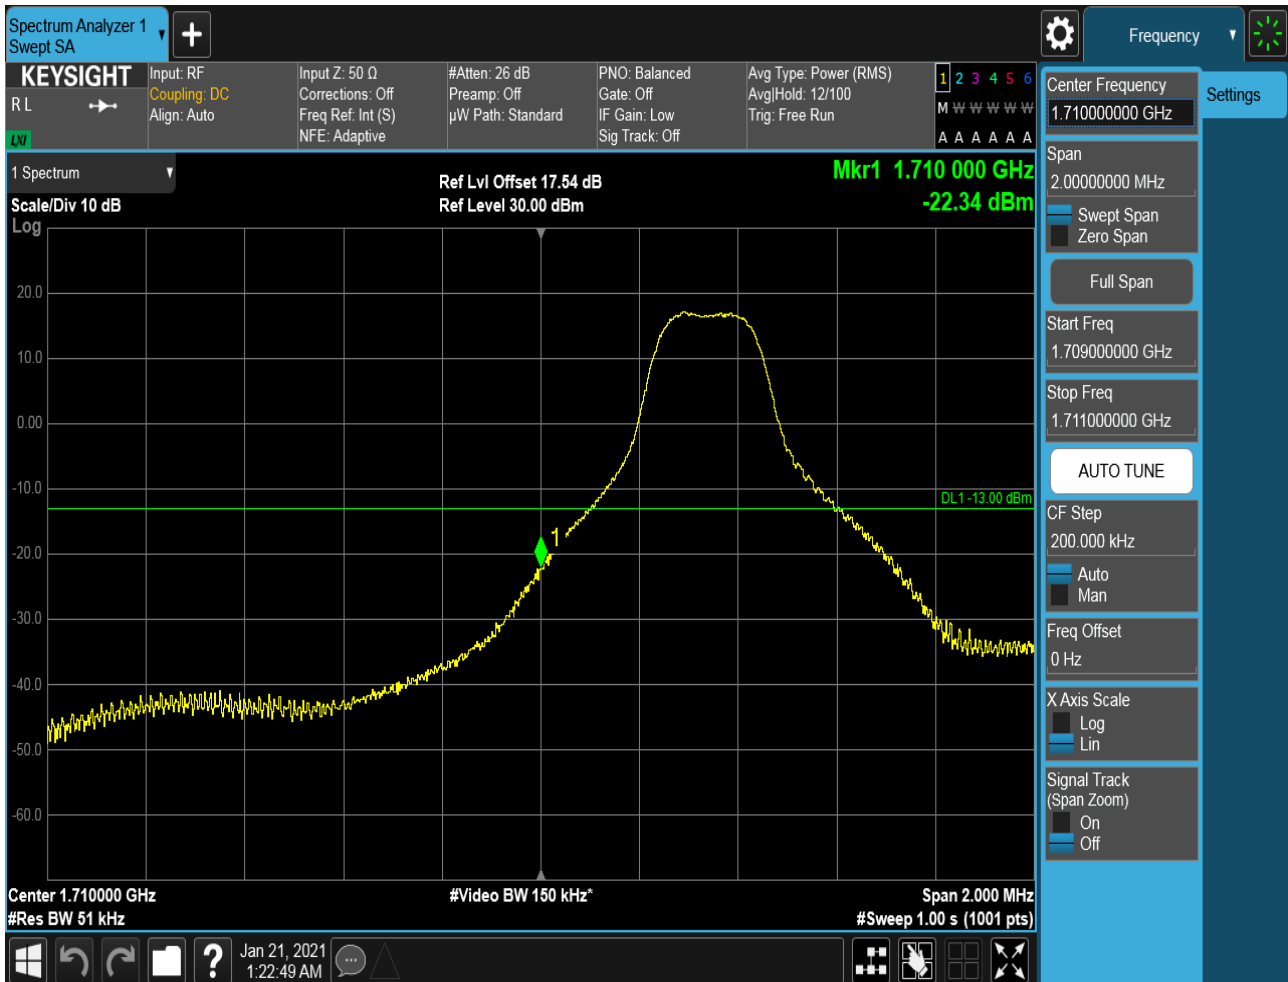 Spectrum Analyzer 1
Swept SA
+
Frequency
KEYSIGHT
R L
LXI
Input: RF
Coupling: DC
Align: Auto
Input Z: 50 Ω
Corrections: Off
Freq Ref: Int (S)
NFE: Adaptive
#Atten: 26 dB
Preamp: Off
µW Path: Standard
PNO: Balanced
Gate: Off
IF Gain: Low
Sig Track: Off
Avg Type: Power (RMS)
Avg|Hold: 12/100
Trig: Free Run
1 2 3 4 5 6
M W W W W W
A A A A A A
1 Spectrum
Scale/Div 10 dB
Log
Ref Lvl Offset 17.54 dB
Ref Level 30.00 dBm
Mkr1 1.710 000 GHz
-22.34 dBm
20.0
10.0
0.00
-10.0
-20.0
-30.0
-40.0
-50.0
-60.0
DL1 -13.00 dBm
1
Center 1.710000 GHz
#Res BW 51 kHz
#Video BW 150 kHz*
Span 2.000 MHz
#Sweep 1.00 s (1001 pts)
Center Frequency
1.710000000 GHz
Settings
Span
2.00000000 MHz
Swept Span
Zero Span
Full Span
Start Freq
1.709000000 GHz
Stop Freq
1.711000000 GHz
AUTO TUNE
CF Step
200.000 kHz
Auto
Man
Freq Offset
0 Hz
X Axis Scale
Log
Lin
Signal Track
(Span Zoom)
On
Off
?
Jan 21, 2021
1:22:49 AM